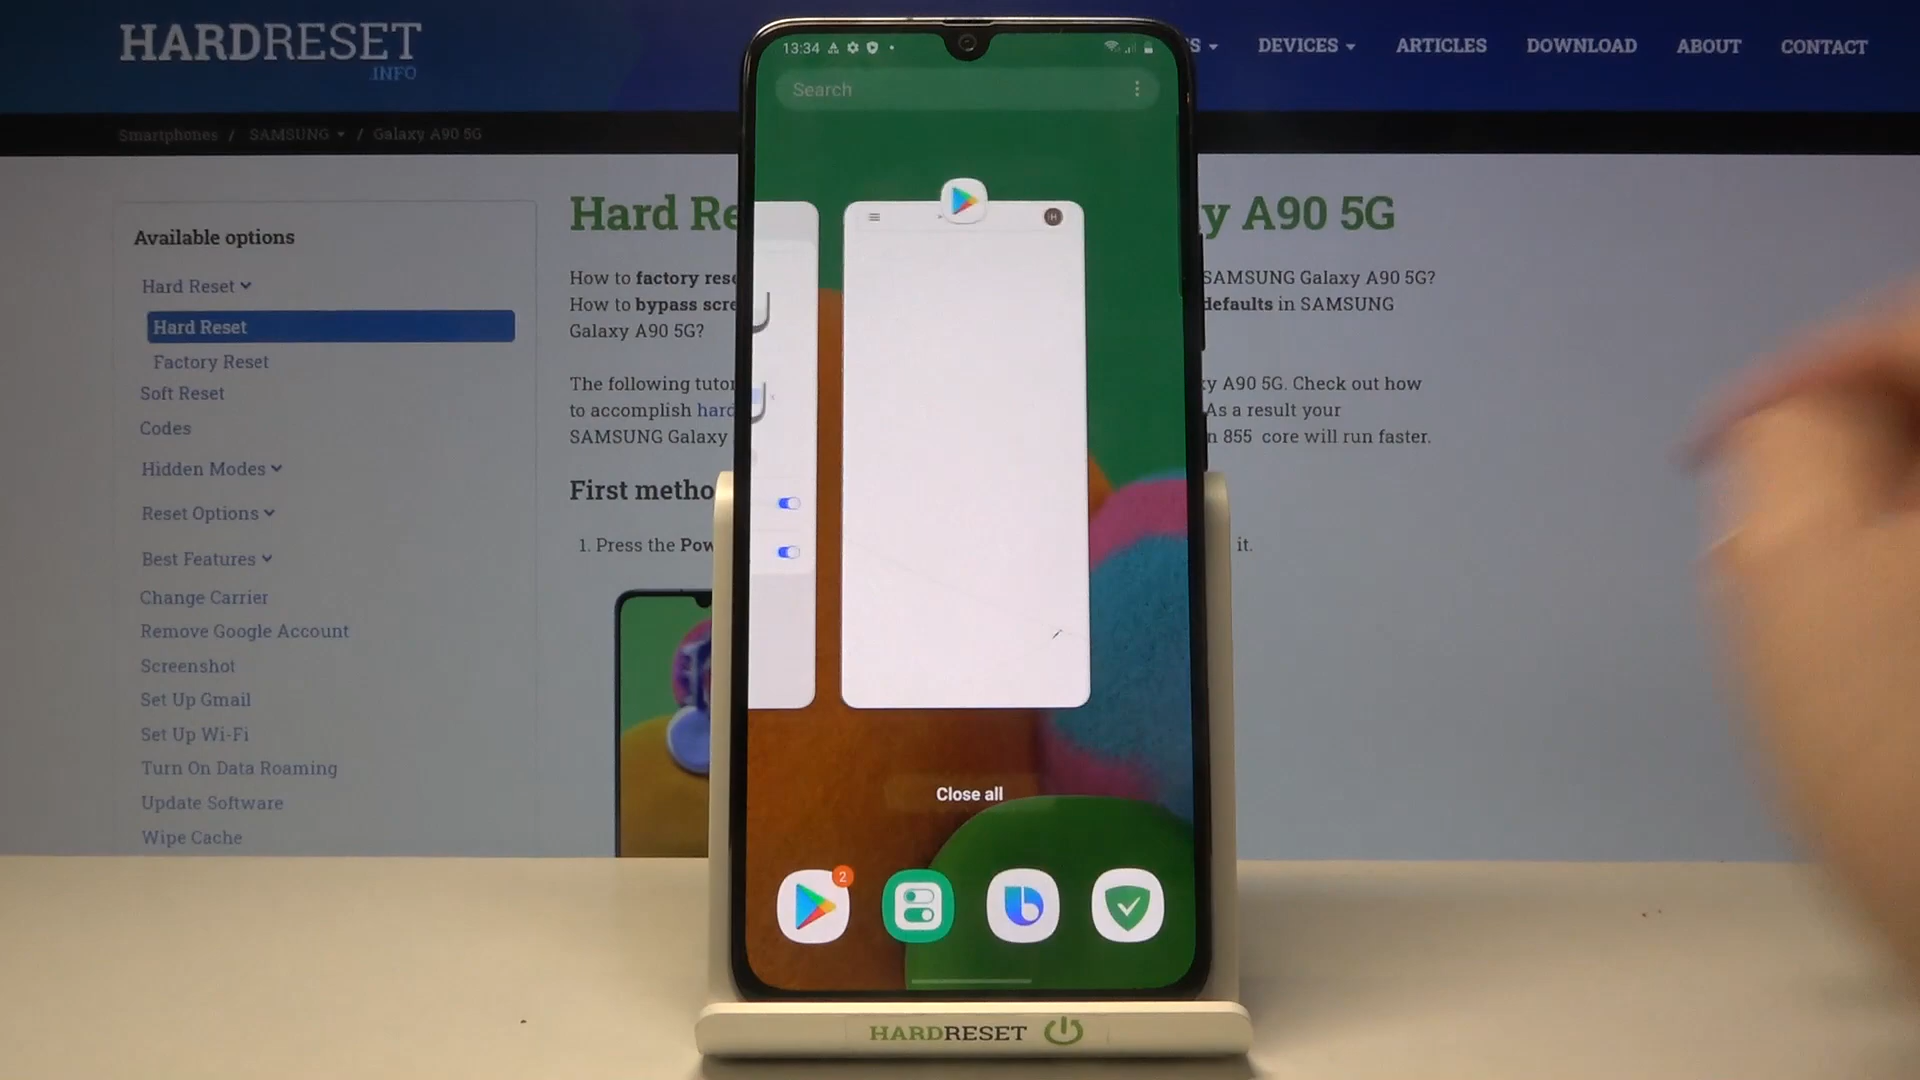 HARDRESET
.INFO
S DEVICES ARTICLES DOWNLOAD ABOUT CONTACT
Smartphones / SAMSUNG / Galaxy A90 5G
Available options
Hard Reset
Hard Reset
Factory Reset
Soft Reset
Codes
Hidden Modes
Reset Options
Best Features
Change Carrier
Remove Google Account
Screenshot
Set Up Gmail
Set Up Wi-Fi
Turn On Data Roaming
Update Software
Wipe Cache
Hard Re y A90 5G
How to factory rese SAMSUNG Galaxy A90 5G?
How to bypass scre defaults in SAMSUNG
Galaxy A90 5G?
The following tutor y A90 5G. Check out how
to accomplish hard As a result your
SAMSUNG Galaxy n 855 core will run faster.
First metho
1. Press the Pow it.
13:34
Search
H
Close all
2
HARDRESET